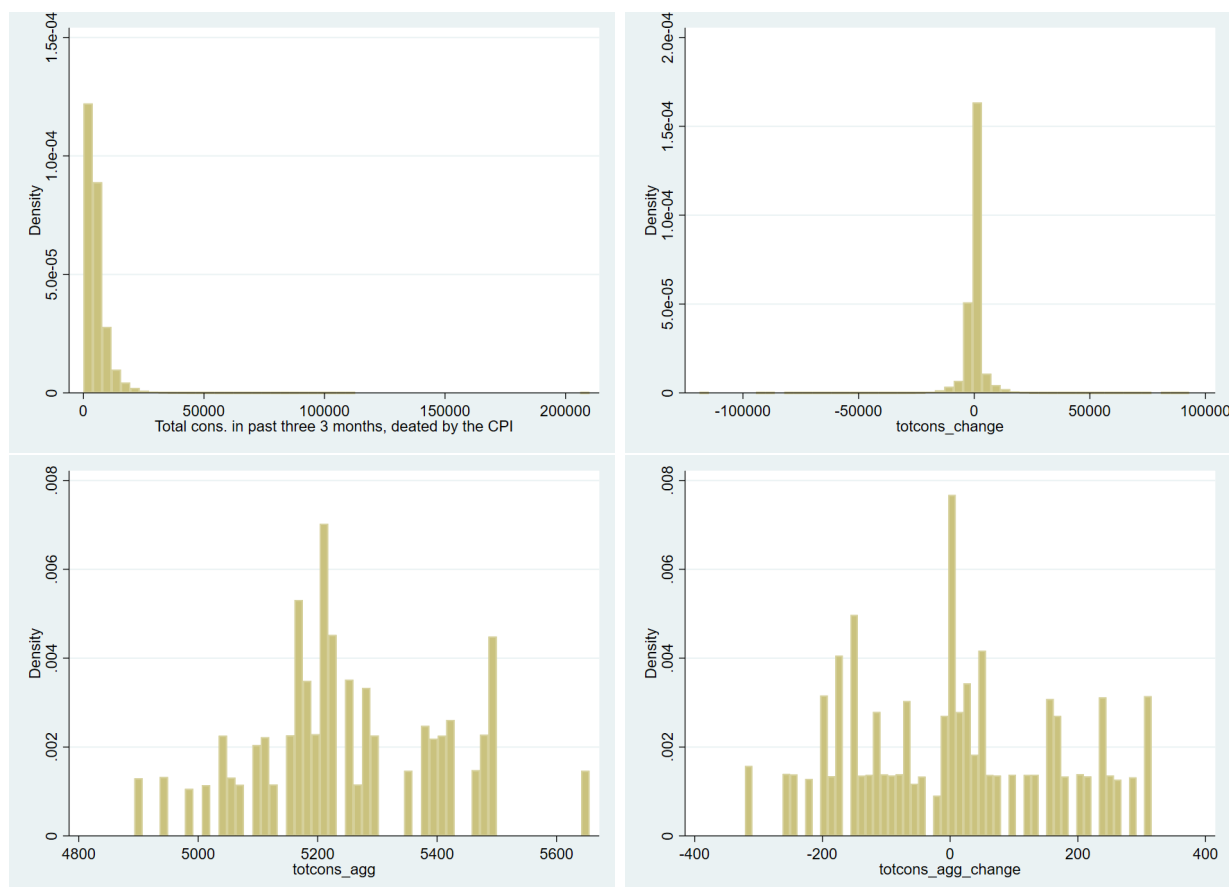 1.5e-04
1.0e-04
5.0e-05
0
Density
0 50000 100000 150000 200000
Total cons. in past three 3 months, deated by the CPI
2.0e-04
1.5e-04
1.0e-04
5.0e-05
0
Density
-100000 -50000 0 50000 100000
totcons_change
.008
.006
.004
.002
0
Density
4800 5000 5200 5400 5600
totcons_agg
.008
.006
.004
.002
0
Density
-400 -200 0 200 400
totcons_agg_change